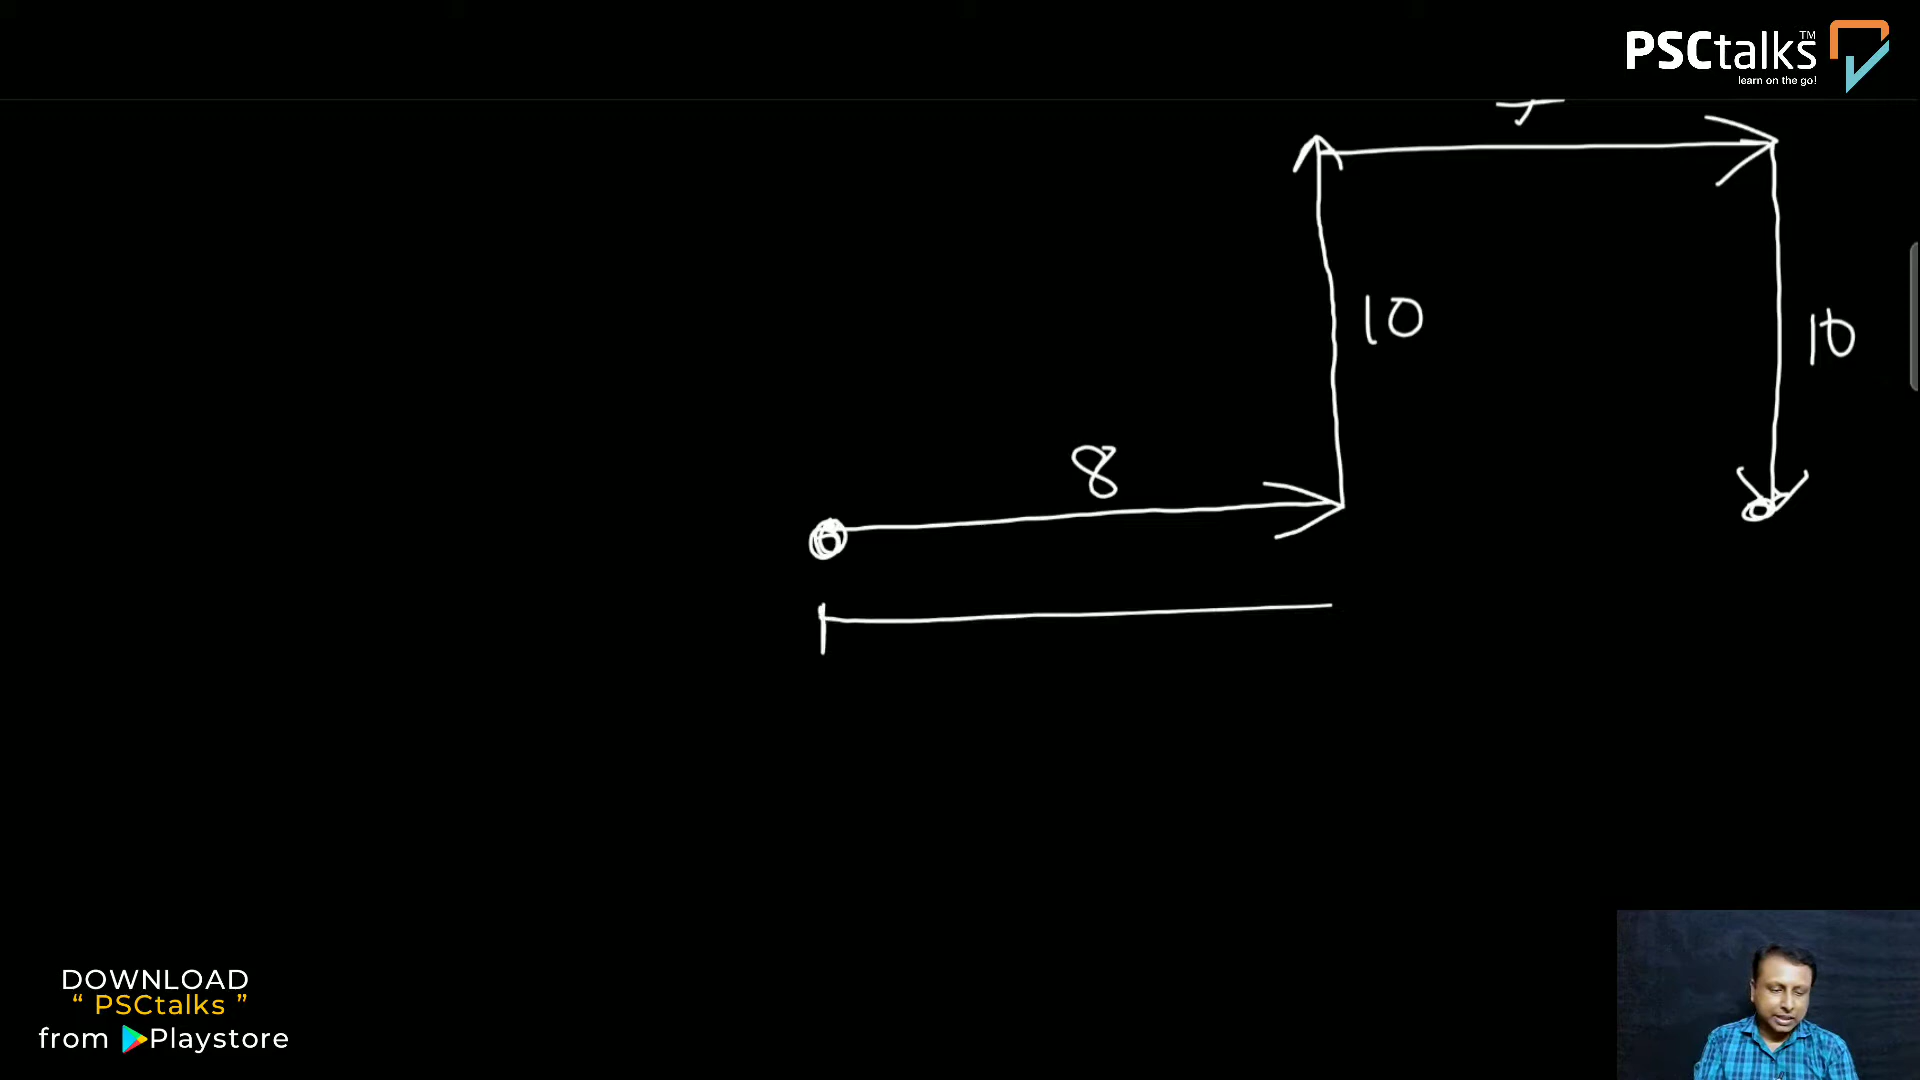 PSCtalks™
learn on the go!
10
10
8
DOWNLOAD
“ PSCtalks ”
from Playstore